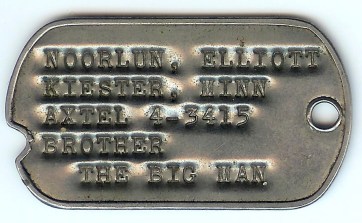 NOORLUN, ELLIOTT
KIESTER, MINN
AXTEL 4-3415
BROTHER
THE BIG MAN